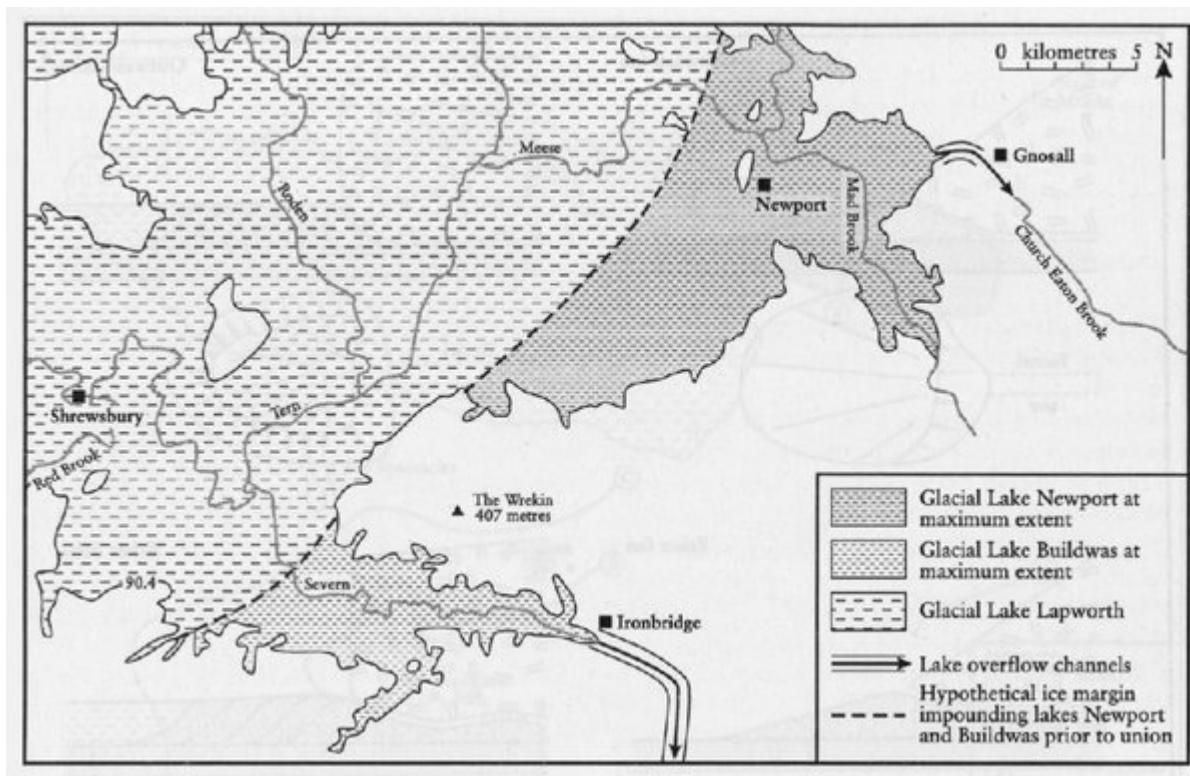 0 kilometres 5
N
Gnosall
Meese
Roden
Newport
Mad Brook
Church Eason Brook
Shrewsbury
Tern
Red Brook
The Wrekin
407 metres
90.4
Severn
Ironbridge
Glacial Lake Newport at
maximum extent
Glacial Lake Buildwas at
maximum extent
Glacial Lake Lapworth
Lake overflow channels
Hypothetical ice margin
impounding lakes Newport
and Buildwas prior to union